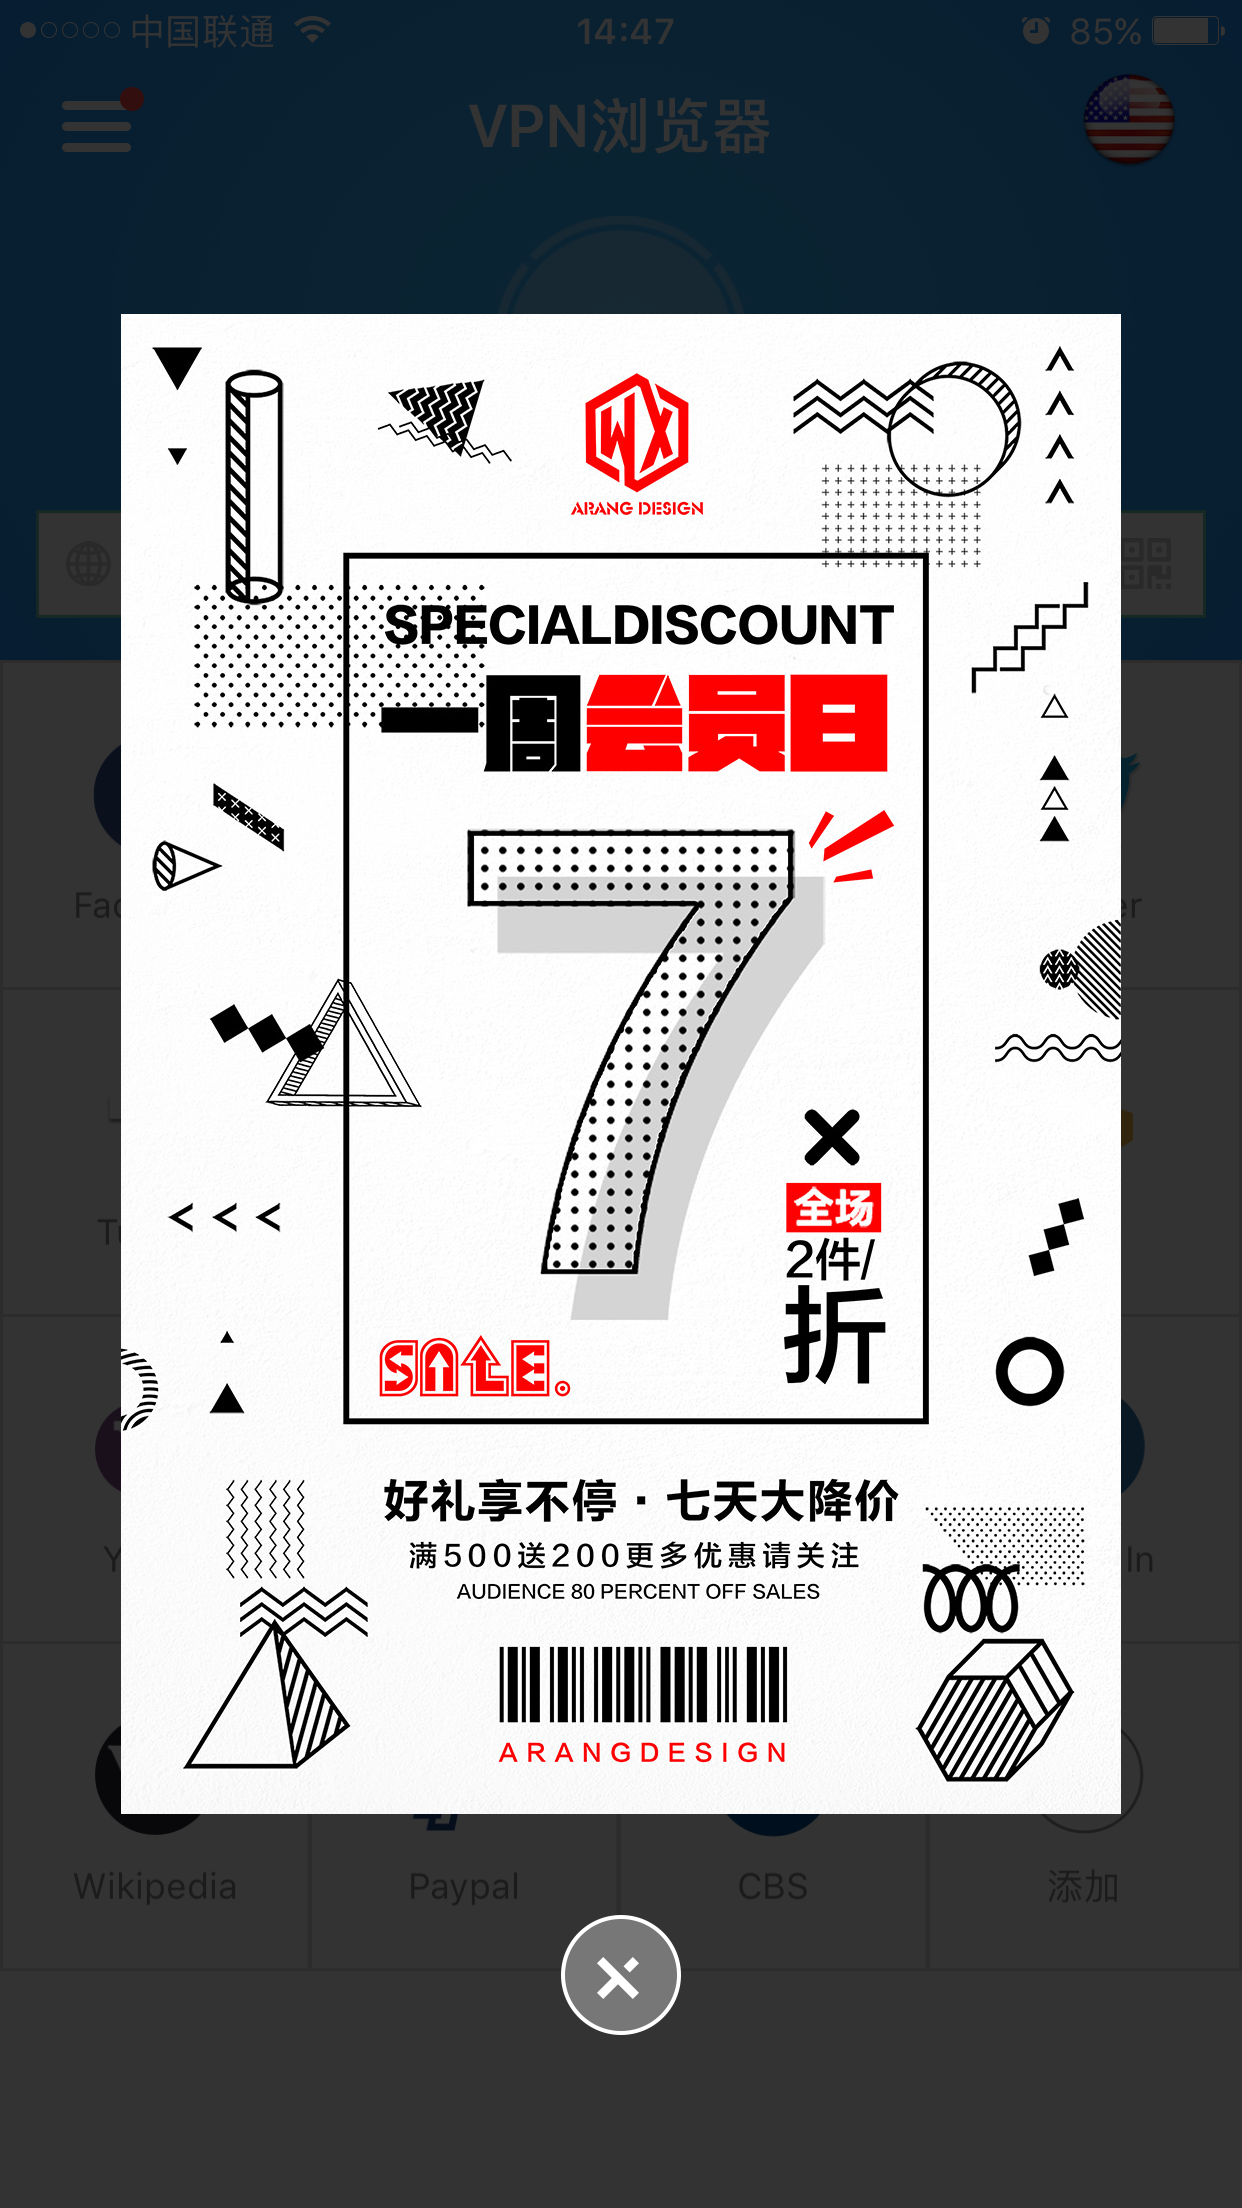 中国联通
14:47
85%
VPN浏览器
WX
ARANG DESIGN
SPECIALDISCOUNT
一周会员日
7
全场
2件/
折
SALE
好礼享不停·七天大降价
满500送200更多优惠请关注
AUDIENCE 80 PERCENT OFF SALES
ARANGDESIGN
In
Wikipedia
Paypal
CBS
添加